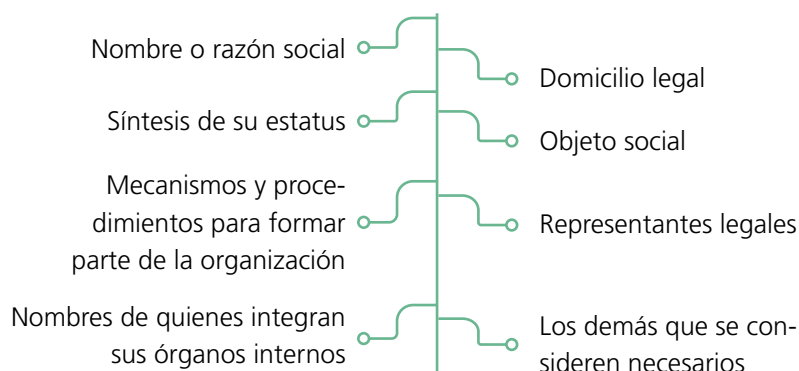 Nombre o razón social
Domicilio legal
Síntesis de su estatus
Objeto social
Mecanismos y proce-
dimientos para formar
parte de la organización
Representantes legales
Nombres de quienes integran
sus órganos internos
Los demás que se con-
sideren necesarios